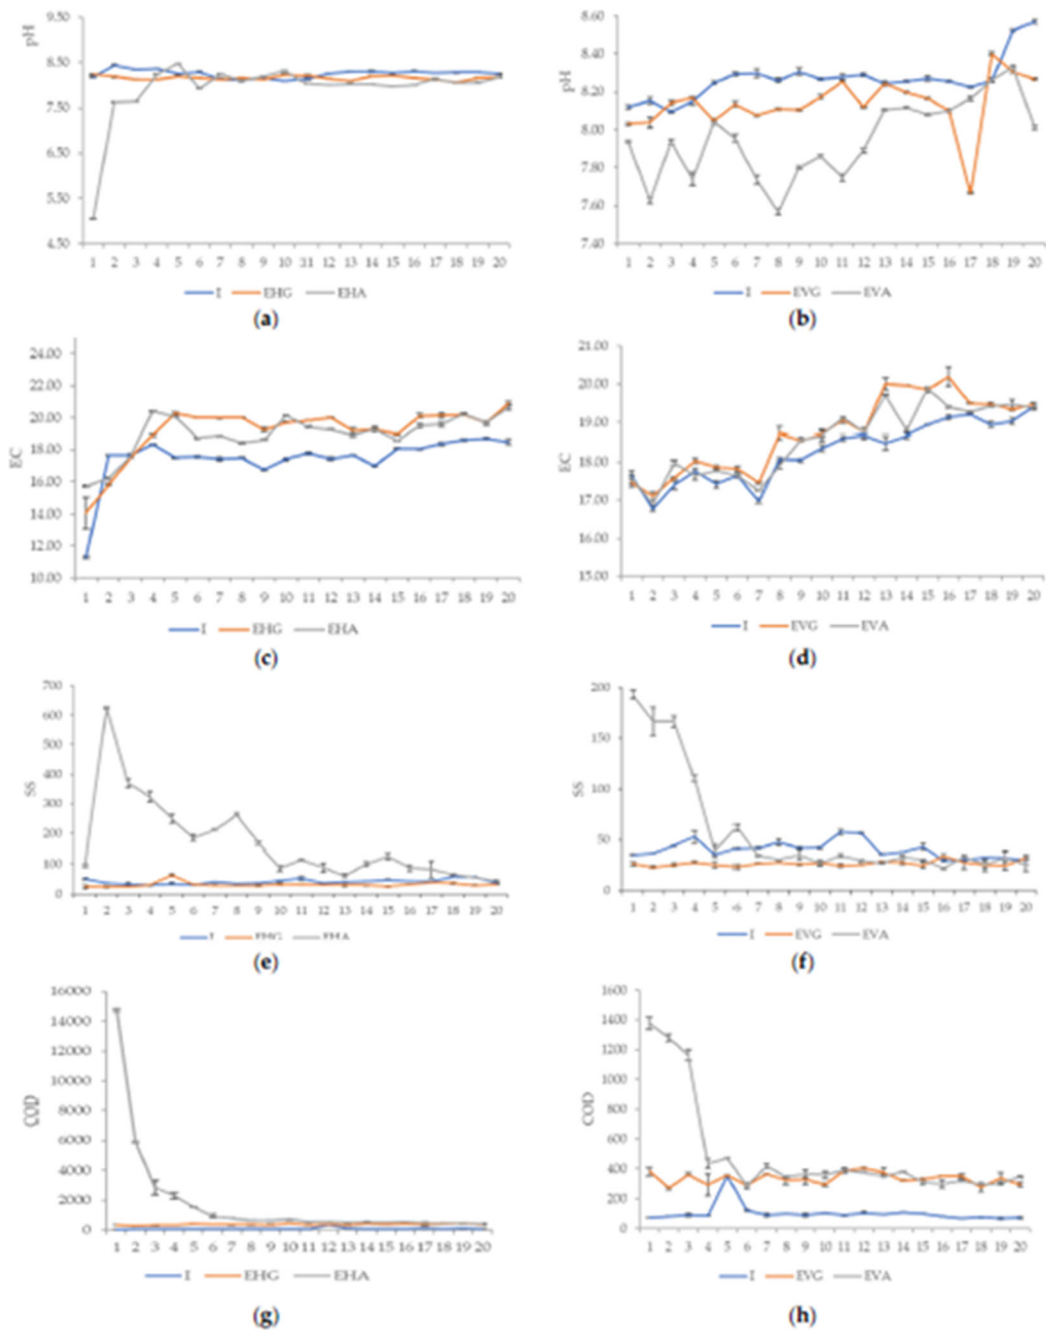 pH
9.50
8.50
7.50
6.50
5.50
4.50
1 2 3 4 5 6 7 8 9 10 11 12 13 14 15 16 17 18 19 20
I EHG EHA
(a)
pH
8.60
8.40
8.20
8.00
7.80
7.60
7.40
1 2 3 4 5 6 7 8 9 10 11 12 13 14 15 16 17 18 19 20
I EVG EVA
(b)
EC
24.00
22.00
20.00
18.00
16.00
14.00
12.00
10.00
1 2 3 4 5 6 7 8 9 10 11 12 13 14 15 16 17 18 19 20
I EHG EHA
(c)
EC
21.00
20.00
19.00
18.00
17.00
16.00
15.00
1 2 3 4 5 6 7 8 9 10 11 12 13 14 15 16 17 18 19 20
I EVG EVA
(d)
SS
700
600
500
400
300
200
100
0
1 2 3 4 5 6 7 8 9 10 11 12 13 14 15 16 17 18 19 20
I EHG EHA
(e)
SS
200
150
100
50
0
1 2 3 4 5 6 7 8 9 10 11 12 13 14 15 16 17 18 19 20
I EVG EVA
(f)
COD
16000
14000
12000
10000
8000
6000
4000
2000
0
1 2 3 4 5 6 7 8 9 10 11 12 13 14 15 16 17 18 19 20
I EHG EHA
(g)
COD
1600
1400
1200
1000
800
600
400
200
0
1 2 3 4 5 6 7 8 9 10 11 12 13 14 15 16 17 18 19 20
I EVG EVA
(h)